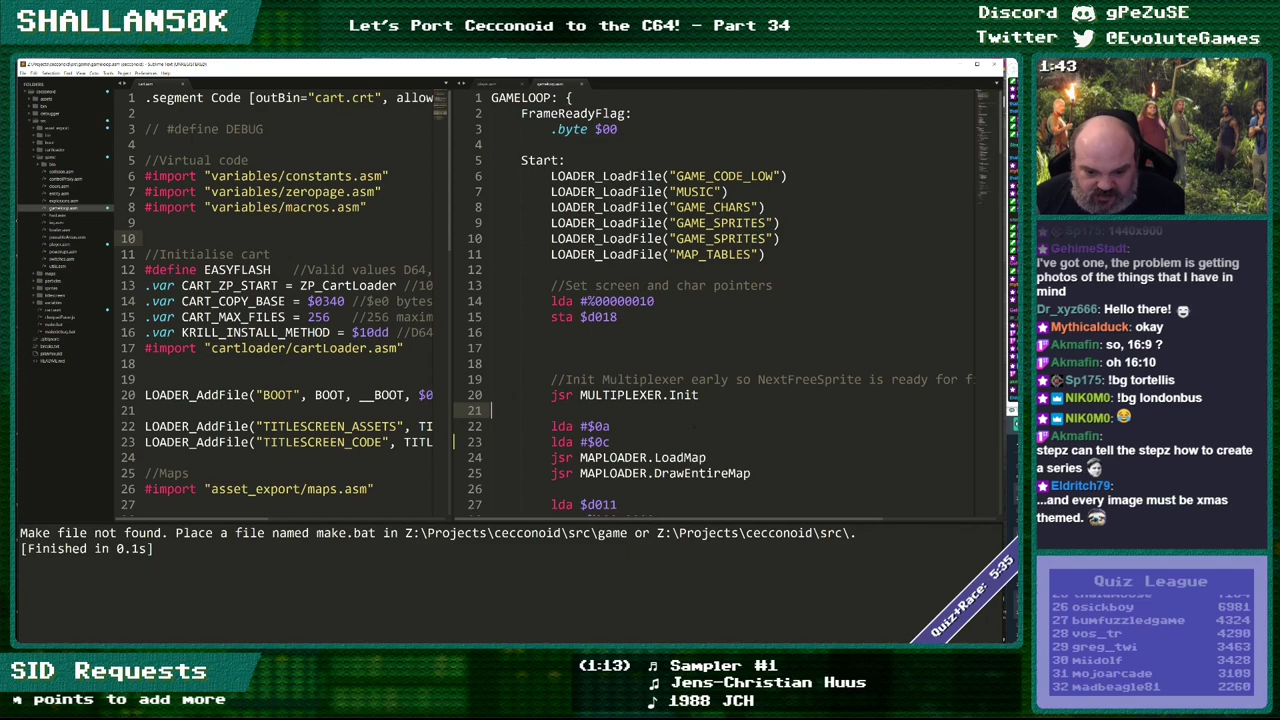 SHALLAN50K
Let's Port Cecconoid to the C64! - Part 34
Discord gPeZuSE
Twitter @EvoluteGames
1:43
1 .segment Code [outBin="cart.crt", allow
2
3 // #define DEBUG
4
5 //Virtual code
6 #import "variables/constants.asm"
7 #import "variables/zeropage.asm"
8 #import "variables/macros.asm"
9
10
11 //Initialise cart
12 #define EASYFLASH //Valid values D64,
13 .var CART_ZP_START = ZP_CartLoader //10
14 .var CART_COPY_BASE = $0340 //$e0 bytes
15 .var CART_MAX_FILES = 256 //256 maxim
16 .var KRILL_INSTALL_METHOD = $10dd //D64
17 #import "cartloader/cartloader.asm"
18
19
20 LOADER_AddFile("BOOT", BOOT, __BOOT, $0
21
22 LOADER_AddFile("TITLESCREEN_ASSETS", TI
23 LOADER_AddFile("TITLESCREEN_CODE", TITL
24
25 //Maps
26 #import "asset_export/maps.asm"
27
1 GAMELOOP: {
2 FrameReadyFlag:
3 .byte $00
4
5 Start:
6 LOADER_LoadFile("GAME_CODE_LOW")
7 LOADER_LoadFile("MUSIC")
8 LOADER_LoadFile("GAME_CHARS")
9 LOADER_LoadFile("GAME_SPRITES")
10 LOADER_LoadFile("GAME_SPRITES")
11 LOADER_LoadFile("MAP_TABLES")
12
13 //Set screen and char pointers
14 lda #%00000010
15 sta $d018
16
17
18
19 //Init Multiplexer early so NextFreeSprite is ready for f
20 jsr MULTIPLEXER.Init
21
22 lda #$0a
23 ldа #$0c
24 jsr MAPLOADER.LoadMap
25 jsr MAPLOADER.DrawEntireMap
26
27 lda $d011
Make file not found. Place a file named make.bat in Z:\Projects\cecconoid\src\game or Z:\Projects\cecconoid\src\.
[Finished in 0.1s]
Quiz+Race: 5:35
Sp175: 1440x900
GehimeStadt:
I've got one, the problem is getting
photos of the things that I have in
mind
Dr_xyz666: Hello there!
Mythicalduck: okay
Akmafin: so, 16:9 ?
Akmafin: oh 16:10
Sp175: !bg tortellis
NIK0M0: !bg londonbus
NIK0M0:
Akmafin:
stepz can tell the stepz how to create
a series
Eldritch79:
...and every image must be xmas
themed.
Quiz League
26 osickboy 6981
27 bumfuzzledgame 4324
28 vos_tr 4290
29 greg_twi 3463
30 miidolf 3428
31 mojoarcade 3109
32 madbeagle81 2260
SID Requests
points to add more
(1:13) ♫ Sampler #1
♫ Jens-Christian Huus
♪ 1988 JCH